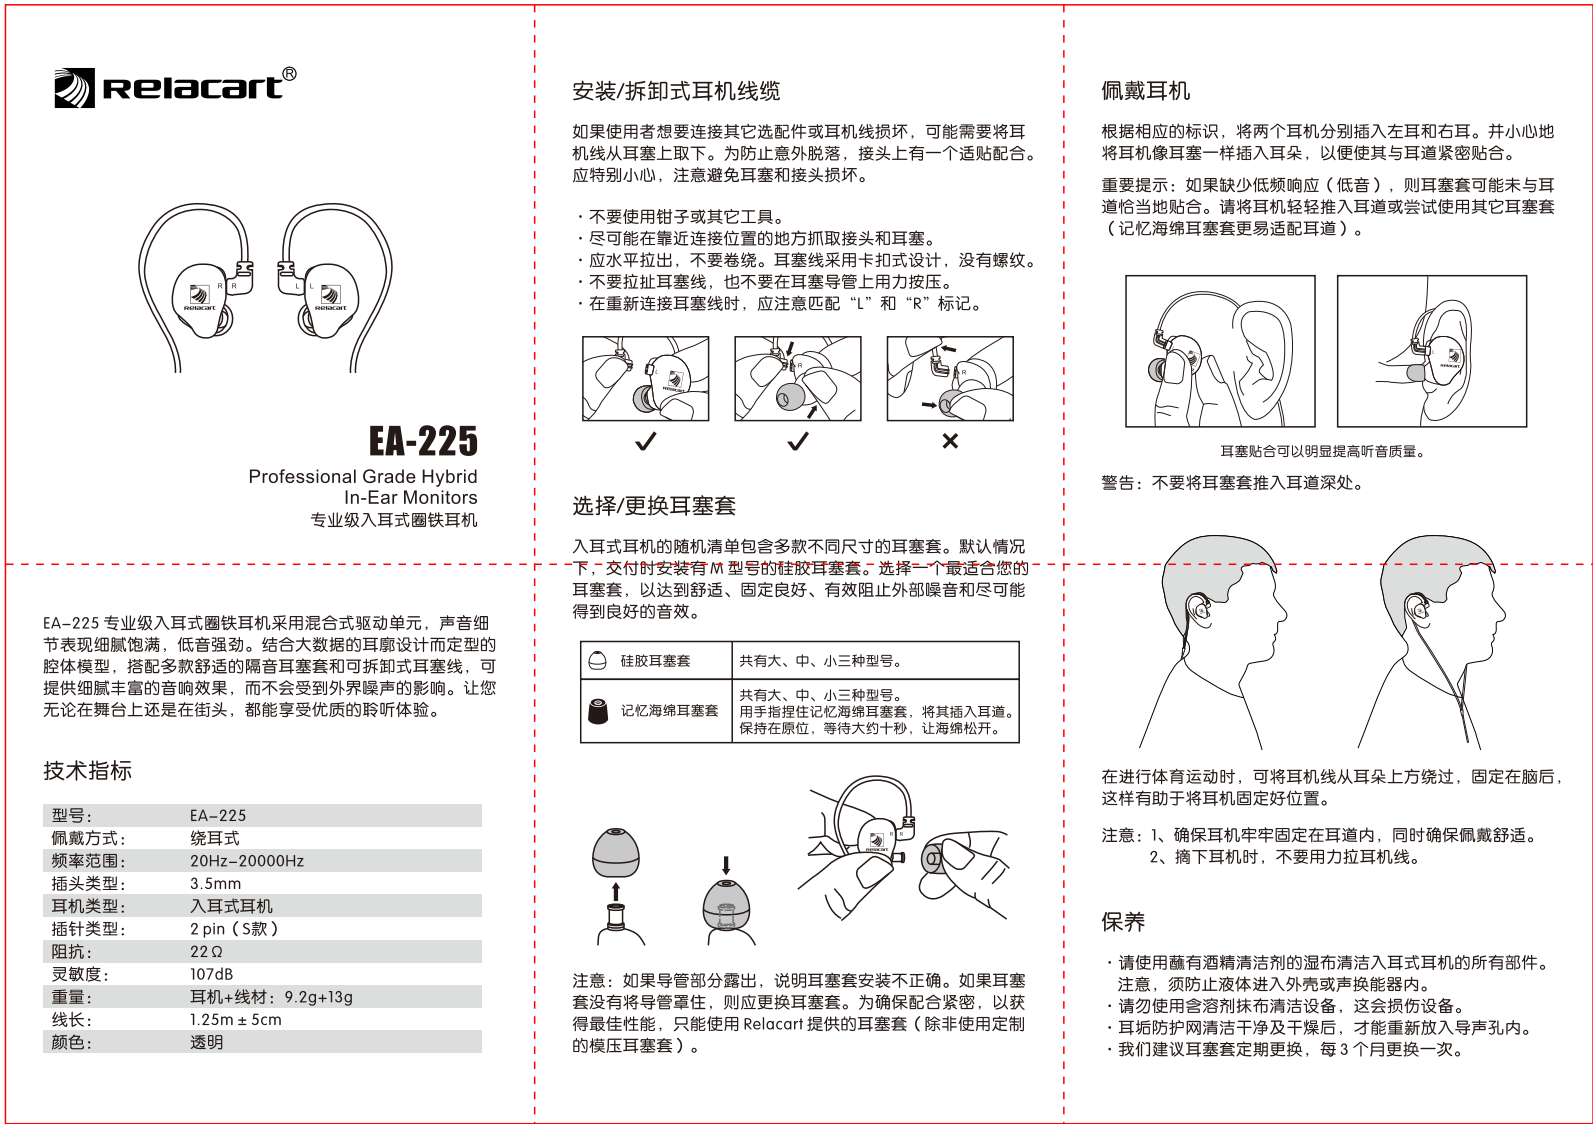 Relacart®
R R
L L
Relacart
Relacart
EA-225
Professional Grade Hybrid
In-Ear Monitors
专业级入耳式圈铁耳机
EA-225 专业级入耳式圈铁耳机采用混合式驱动单元，声音细
节表现细腻饱满，低音强劲。结合大数据的耳廓设计而定型的
腔体模型，搭配多款舒适的隔音耳塞套和可拆卸式耳塞线，可
提供细腻丰富的音响效果，而不会受到外界噪声的影响。让您
无论在舞台上还是在街头，都能享受优质的聆听体验。
技术指标
型号： EA-225
佩戴方式： 绕耳式
频率范围： 20Hz-20000Hz
插头类型： 3.5mm
耳机类型： 入耳式耳机
插针类型： 2 pin（S款）
阻抗： 22Ω
灵敏度： 107dB
重量： 耳机+线材：9.2g+13g
线长： 1.25m ± 5cm
颜色： 透明
安装/拆卸式耳机线缆
如果使用者想要连接其它选配件或耳机线损坏，可能需要将耳
机线从耳塞上取下。为防止意外脱落，接头上有一个适贴配合。
应特别小心，注意避免耳塞和接头损坏。
·不要使用钳子或其它工具。
·尽可能在靠近连接位置的地方抓取接头和耳塞。
·应水平拉出，不要卷绕。耳塞线采用卡扣式设计，没有螺纹。
·不要拉扯耳塞线，也不要在耳塞导管上用力按压。
·在重新连接耳塞线时，应注意匹配“L”和“R”标记。
L
R
R
选择/更换耳塞套
入耳式耳机的随机清单包含多款不同尺寸的耳塞套。默认情况
下，交付时安装有 M 型号的硅胶耳塞套。选择一个最适合您的
耳塞套，以达到舒适、固定良好、有效阻止外部噪音和尽可能
得到良好的音效。
硅胶耳塞套 共有大、中、小三种型号。
记忆海绵耳塞套 共有大、中、小三种型号。
用手指捏住记忆海绵耳塞套，将其插入耳道。
保持在原位，等待大约十秒，让海绵松开。
R R
Relacart
注意：如果导管部分露出，说明耳塞套安装不正确。如果耳塞
套没有将导管罩住，则应更换耳塞套。为确保配合紧密，以获
得最佳性能，只能使用 Relacart 提供的耳塞套（除非使用定制
的模压耳塞套）。
佩戴耳机
根据相应的标识，将两个耳机分别插入左耳和右耳。并小心地
将耳机像耳塞一样插入耳朵，以便使其与耳道紧密贴合。
重要提示：如果缺少低频响应（低音），则耳塞套可能未与耳
道恰当地贴合。请将耳机轻轻推入耳道或尝试使用其它耳塞套
（记忆海绵耳塞套更易适配耳道）。
耳塞贴合可以明显提高听音质量。
警告：不要将耳塞套推入耳道深处。
在进行体育运动时，可将耳机线从耳朵上方绕过，固定在脑后，
这样有助于将耳机固定好位置。
注意：1、确保耳机牢牢固定在耳道内，同时确保佩戴舒适。
2、摘下耳机时，不要用力拉耳机线。
保养
·请使用蘸有酒精清洁剂的湿布清洁入耳式耳机的所有部件。
注意，须防止液体进入外壳或声换能器内。
·请勿使用含溶剂抹布清洁设备，这会损伤设备。
·耳垢防护网清洁干净及干燥后，才能重新放入导声孔内。
·我们建议耳塞套定期更换，每 3 个月更换一次。